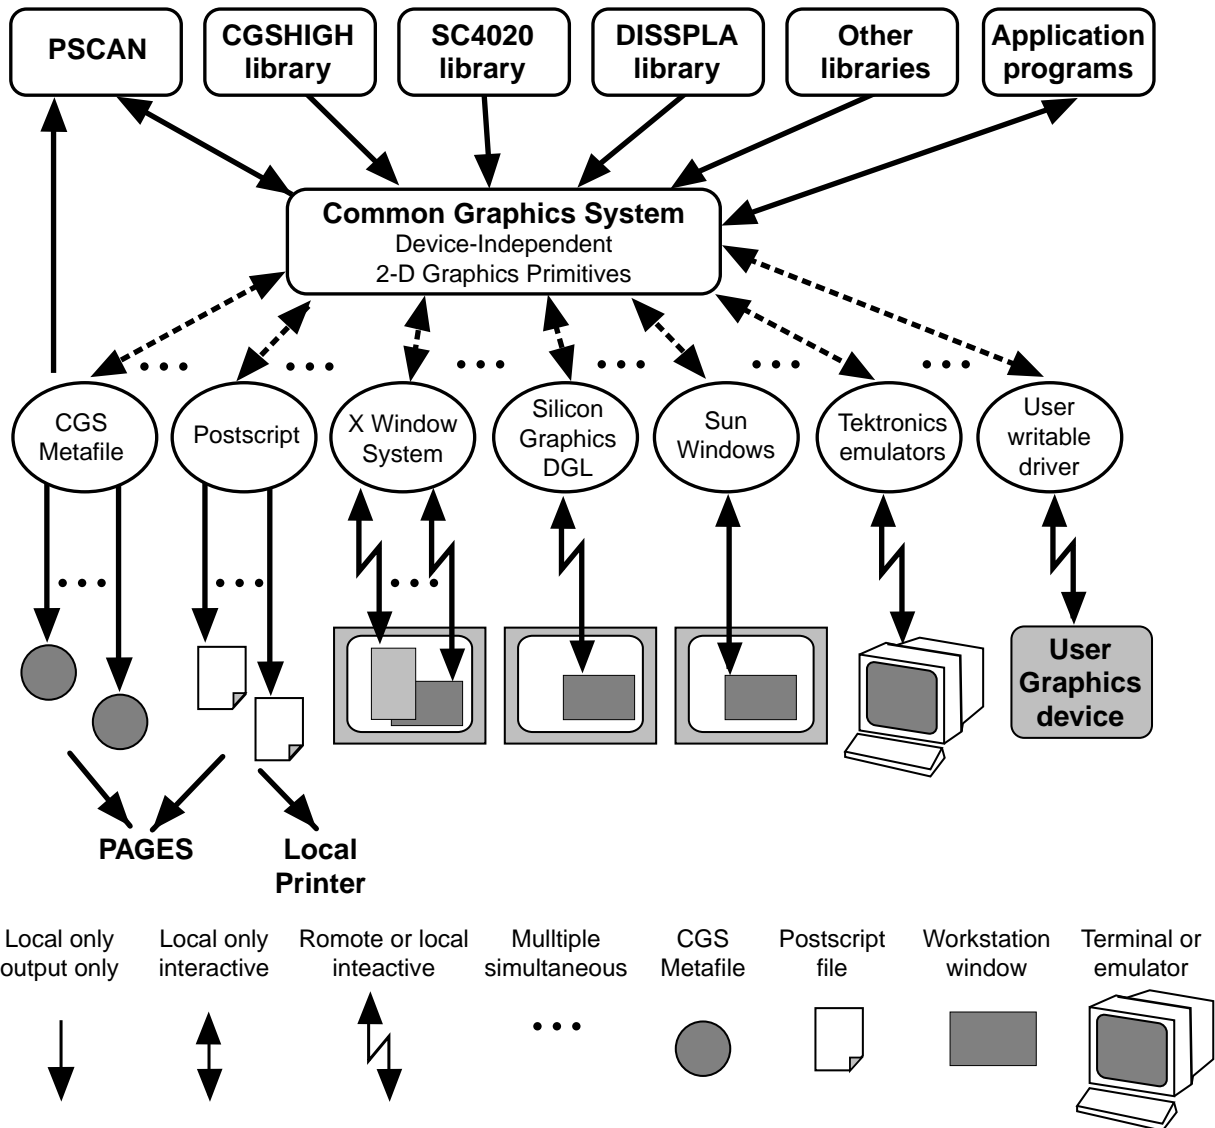 PSCAN
CGSHIGH
library
SC4020
library
DISSPLA
library
Other
libraries
Application
programs
Common Graphics System
Device-Independent
2-D Graphics Primitives
CGS
Metafile
Postscript
X Window
System
Silicon
Graphics
DGL
Sun
Windows
Tektronics
emulators
User
writable
driver
User
Graphics
device
PAGES
Local
Printer
Local only
output only
Local only
interactive
Romote or local
inteactive
Mulltiple
simultaneous
CGS
Metafile
Postscript
file
Workstation
window
Terminal or
emulator